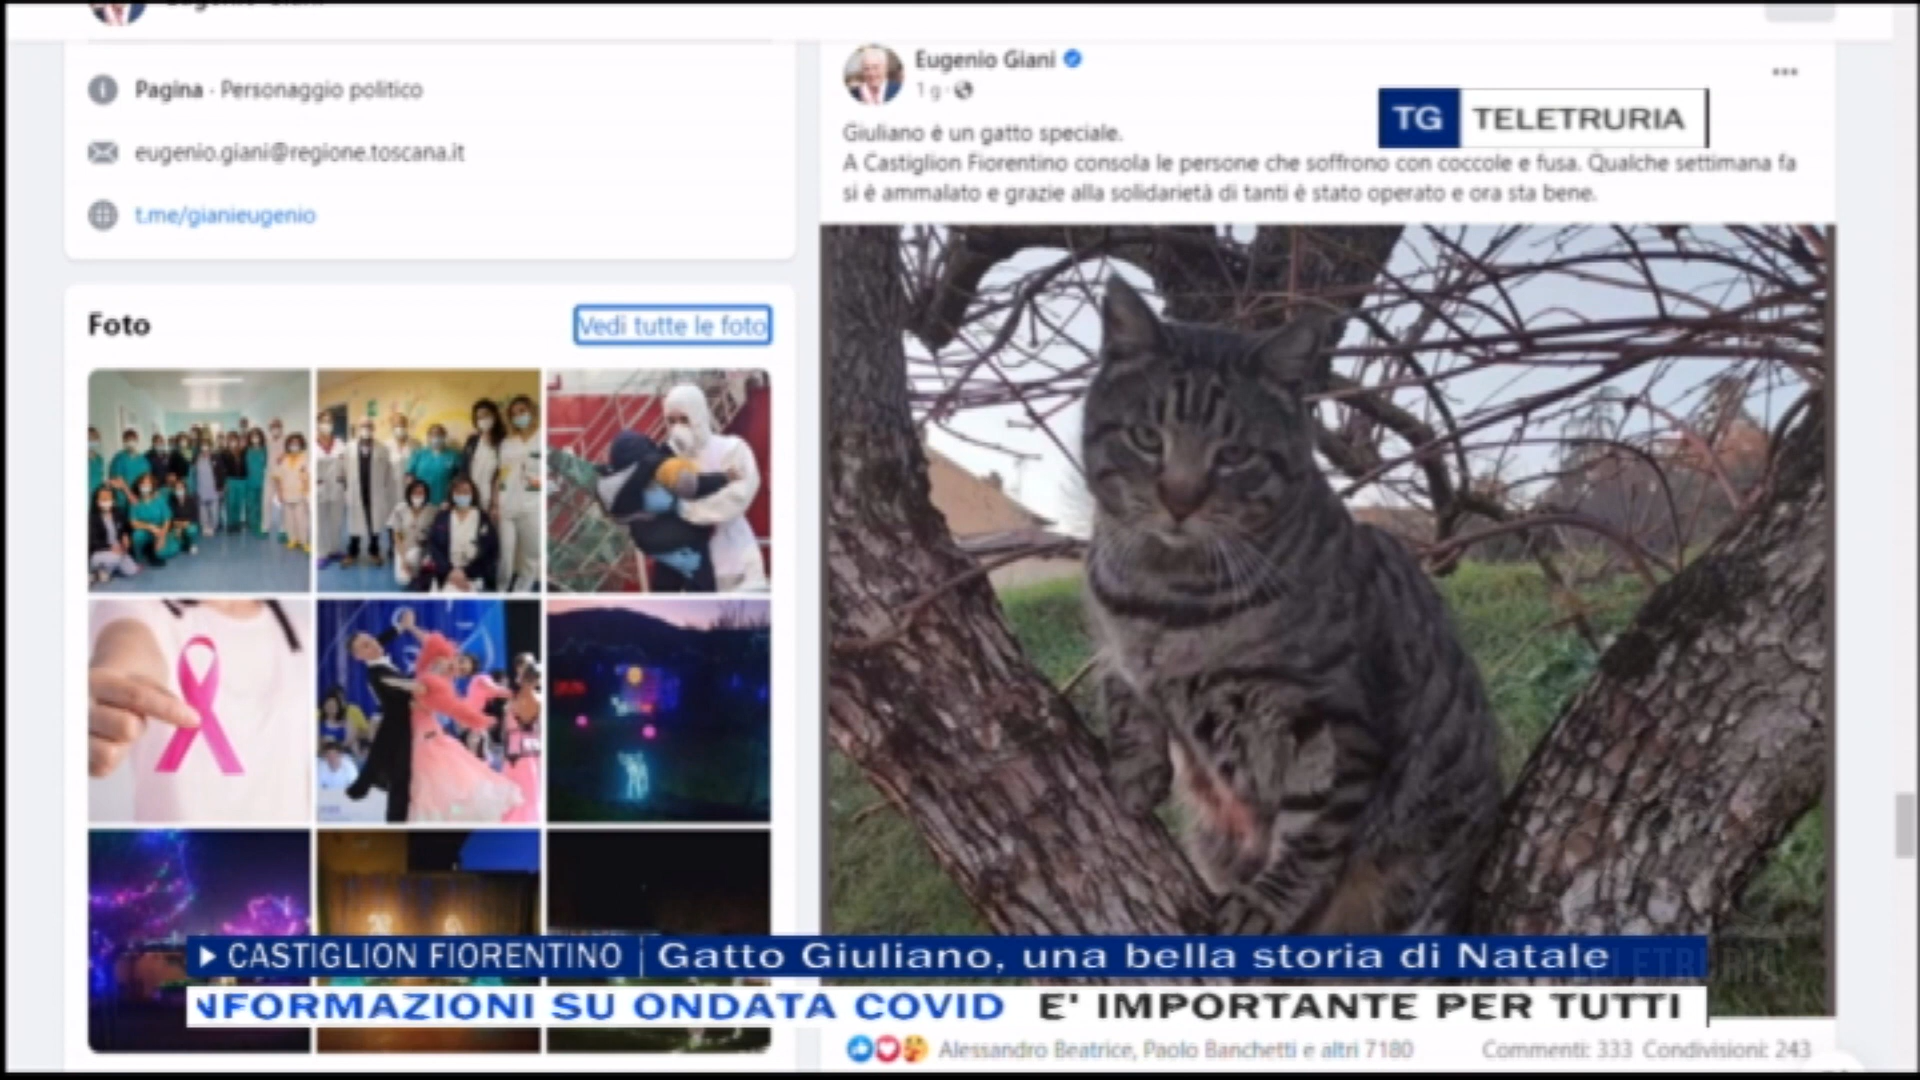 Eugenio Giani
Pagina · Personaggio politico
eugenio.giani@regione.toscana.it
t.me/gianieugenio
Foto
Vedi tutte le foto
Eugenio Giani
1 g ·
TG TELETRURIA
Giuliano è un gatto speciale.
A Castiglion Fiorentino consola le persone che soffrono con coccole e fusa. Qualche settimana fa
si è ammalato e grazie alla solidarietà di tanti è stato operato e ora sta bene.
CASTIGLION FIORENTINO | Gatto Giuliano, una bella storia di Natale
NFORMAZIONI SU ONDATA COVID E' IMPORTANTE PER TUTTI
Alessandro Beatrice, Paolo Banchetti e altri 7180
Commenti: 333 Condivisioni: 243